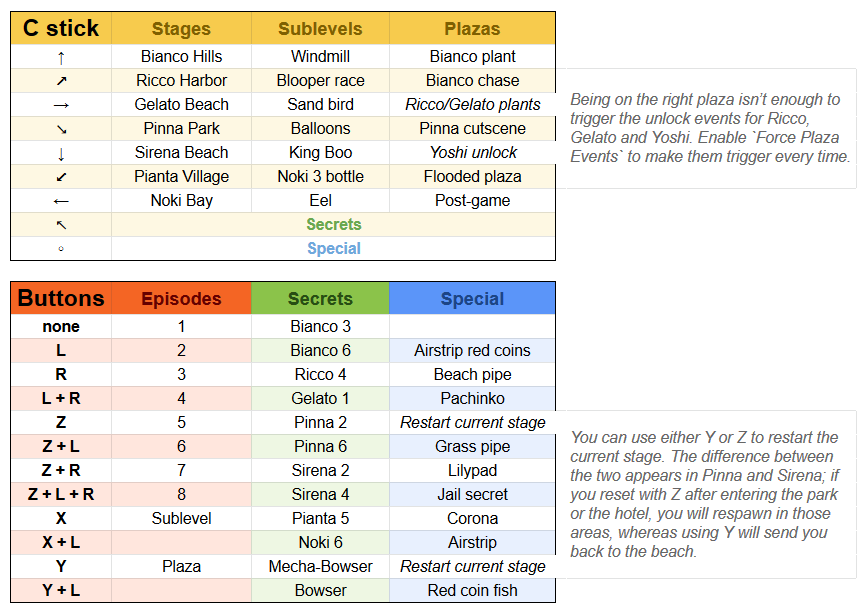 C stick Stages Sublevels Plazas
↑ Bianco Hills Windmill Bianco plant
↗ Ricco Harbor Blooper race Bianco chase
→ Gelato Beach Sand bird Ricco/Gelato plants
↘ Pinna Park Balloons Pinna cutscene
↓ Sirena Beach King Boo Yoshi unlock
↙ Pianta Village Noki 3 bottle Flooded plaza
← Noki Bay Eel Post-game
↖ Secrets
∘ Special
Being on the right plaza isn't enough to
trigger the unlock events for Ricco,
Gelato and Yoshi. Enable `Force Plaza
Events` to make them trigger every time.
Buttons Episodes Secrets Special
none 1 Bianco 3
L 2 Bianco 6 Airstrip red coins
R 3 Ricco 4 Beach pipe
L + R 4 Gelato 1 Pachinko
Z 5 Pinna 2 Restart current stage
Z + L 6 Pinna 6 Grass pipe
Z + R 7 Sirena 2 Lilypad
Z + L + R 8 Sirena 4 Jail secret
X Sublevel Pianta 5 Corona
X + L Noki 6 Airstrip
Y Plaza Mecha-Bowser Restart current stage
Y + L Bowser Red coin fish
You can use either Y or Z to restart the
current stage. The difference between
the two appears in Pinna and Sirena; if
you reset with Z after entering the park
or the hotel, you will respawn in those
areas, whereas using Y will send you
back to the beach.